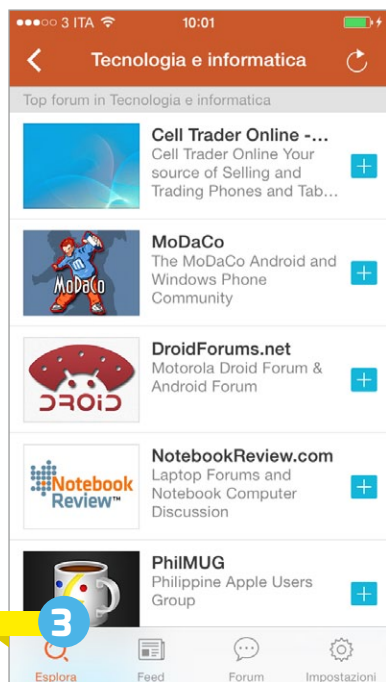 3 ITA 10:01
Tecnologia e informatica
Top forum in Tecnologia e informatica
Cell Trader Online -...
Cell Trader Online Your
source of Selling and
Trading Phones and Tab...
MoDaCo
MoDaCo
The MoDaCo Android and
Windows Phone
Community
DROID
DroidForums.net
Motorola Droid Forum &
Android Forum
Notebook
Review™
NotebookReview.com
Laptop Forums and
Notebook Computer
Discussion
PhilMUG
Philippine Apple Users
Group
3
Esplora Feed Forum Impostazioni